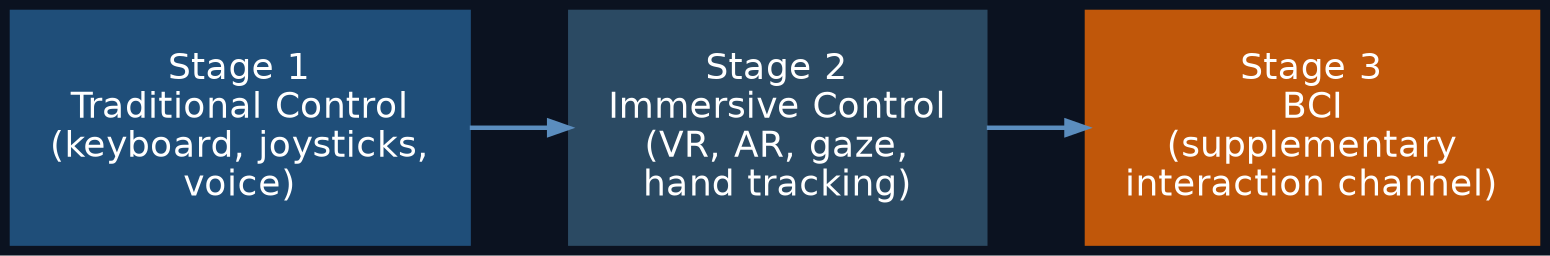 Stage 1
Traditional Control
(keyboard, joysticks,
voice)
Stage 2
Immersive Control
(VR, AR, gaze,
hand tracking)
Stage 3
BCI
(supplementary
interaction channel)